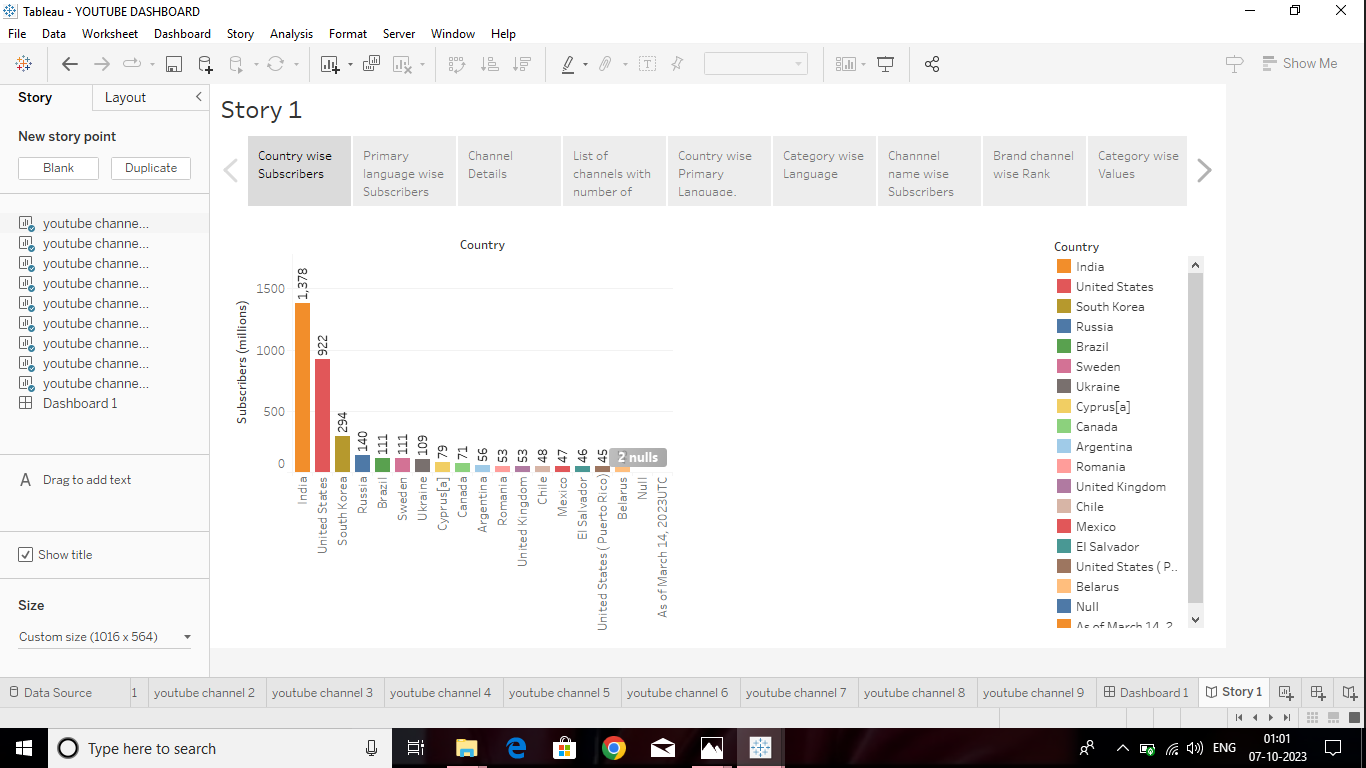 Tableau - YOUTUBE DASHBOARD
File Data Worksheet Dashboard Story Analysis Format Server Window Help
Show Me
Story Layout
New story point
Blank Duplicate
youtube channe...
youtube channe...
youtube channe...
youtube channe...
youtube channe...
youtube channe...
youtube channe...
youtube channe...
youtube channe...
Dashboard 1
A Drag to add text
Show title
Size
Custom size (1016 x 564)
Story 1
Country wise
Subscribers
Primary
language wise
Subscribers
Channel
Details
List of
channels with
number of
Country wise
Primary
Language.
Category wise
Language
Channnel
name wise
Subscribers
Brand channel
wise Rank
Category wise
Values
Country
Subscribers (millions)
1500
1000
500
0
1,378
922
294
140
111
111
109
79
71
56
53
53
48
47
46
45
2 nulls
India
United States
South Korea
Russia
Brazil
Sweden
Ukraine
Cyprus[a]
Canada
Argentina
Romania
United Kingdom
Chile
Mexico
El Salvador
United States ( Puerto Rico)
Belarus
Null
As of March 14, 2023UTC
Country
India
United States
South Korea
Russia
Brazil
Sweden
Ukraine
Cyprus[a]
Canada
Argentina
Romania
United Kingdom
Chile
Mexico
El Salvador
United States ( P..
Belarus
Null
As of March 14, 2
Data Source 1 youtube channel 2 youtube channel 3 youtube channel 4 youtube channel 5 youtube channel 6 youtube channel 7 youtube channel 8 youtube channel 9 Dashboard 1 Story 1
Type here to search
ENG
01:01
07-10-2023